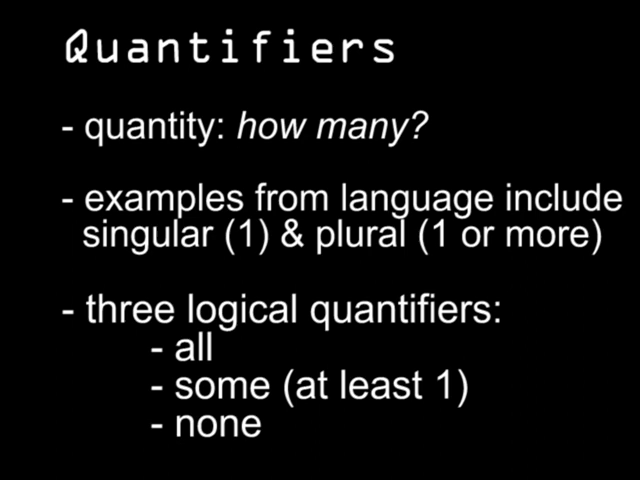 Quantifiers
- quantity: how many?
- examples from language include
singular (1) & plural (1 or more)
- three logical quantifiers:
- all
- some (at least 1)
- none